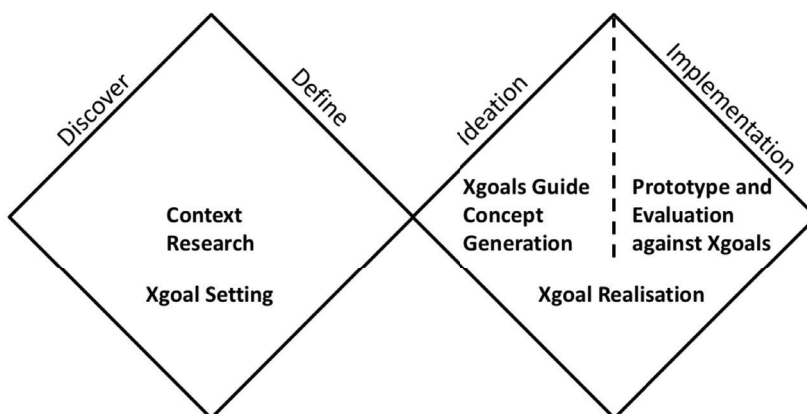 Discover
Define
Ideation
Implementation
Context
Research
Xgoal Setting
Xgoals Guide
Concept
Generation
Prototype and
Evaluation
against Xgoals
Xgoal Realisation